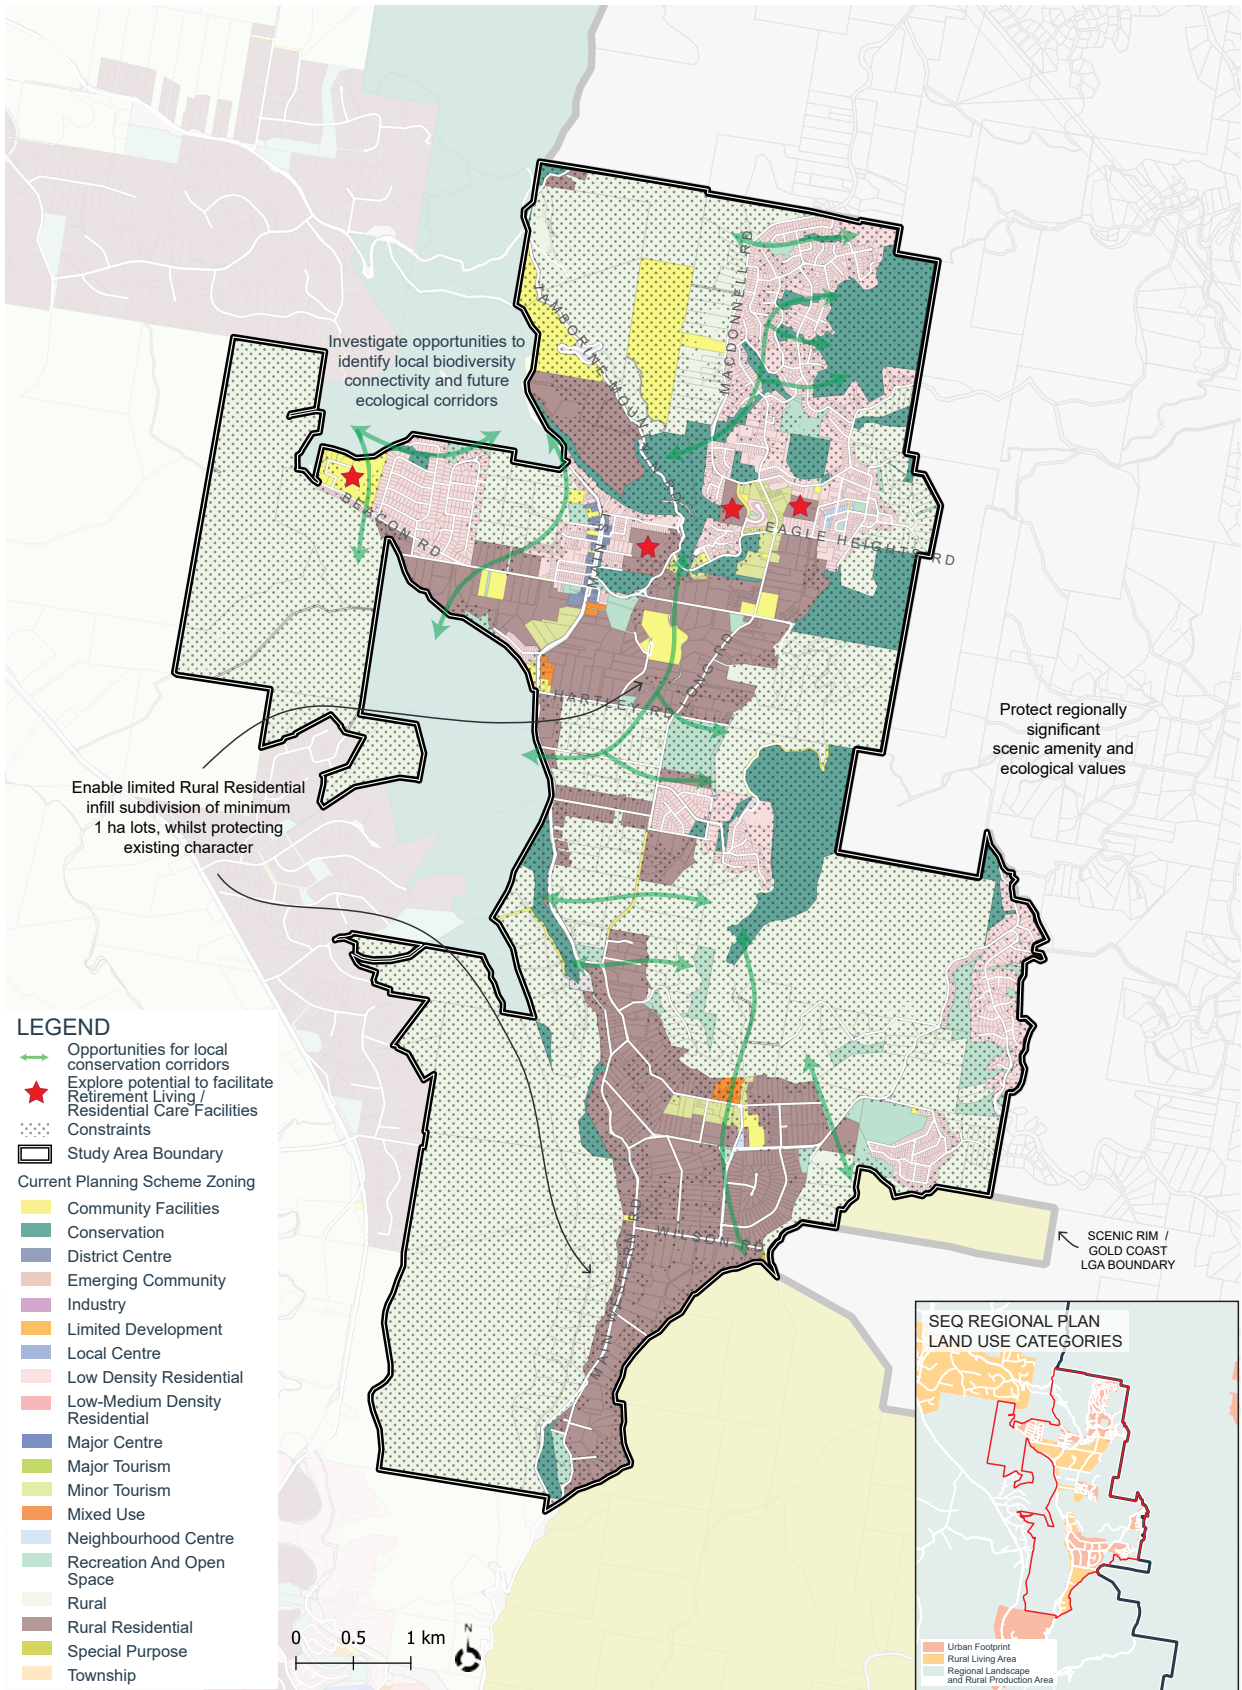 TAMBORINE MOUNTAIN RD
MACDONNELL RD
Investigate opportunities to
identify local biodiversity
connectivity and future
ecological corridors
BEACON RD
MAIN ST
EAGLE HEIGHTS RD
LONG RD
HARTLEY RD
Protect regionally
significant
scenic amenity and
ecological values
Enable limited Rural Residential
infill subdivision of minimum
1 ha lots, whilst protecting
existing character
MAIN WESTERN RD
WILSON RD
SCENIC RIM /
GOLD COAST
LGA BOUNDARY
LEGEND
Opportunities for local
conservation corridors
Explore potential to facilitate
Retirement Living /
Residential Care Facilities
Constraints
Study Area Boundary
Current Planning Scheme Zoning
Community Facilities
Conservation
District Centre
Emerging Community
Industry
Limited Development
Local Centre
Low Density Residential
Low-Medium Density
Residential
Major Centre
Major Tourism
Minor Tourism
Mixed Use
Neighbourhood Centre
Recreation And Open
Space
Rural
Rural Residential
Special Purpose
Township
0 0.5 1 km
N
SEQ REGIONAL PLAN
LAND USE CATEGORIES
Urban Footprint
Rural Living Area
Regional Landscape
and Rural Production Area